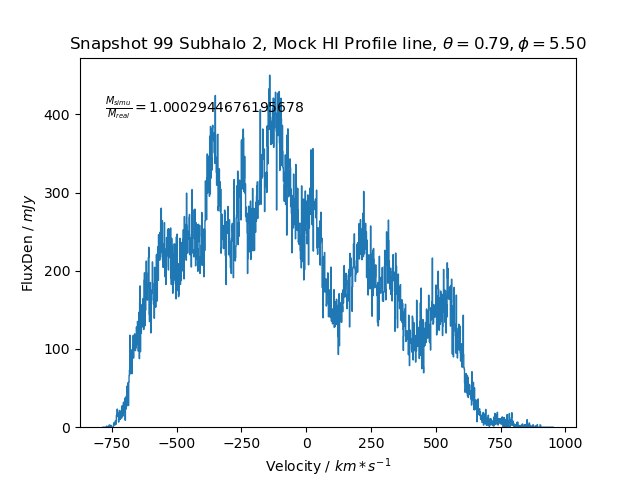 Snapshot 99 Subhalo 2, Mock HI Profile line, θ = 0.79, ϕ = 5.50
M_simu/M_real = 1.0002944676195678
FluxDen / mJy
400
300
200
100
0
−750 −500 −250 0 250 500 750 1000
Velocity / km * s⁻¹